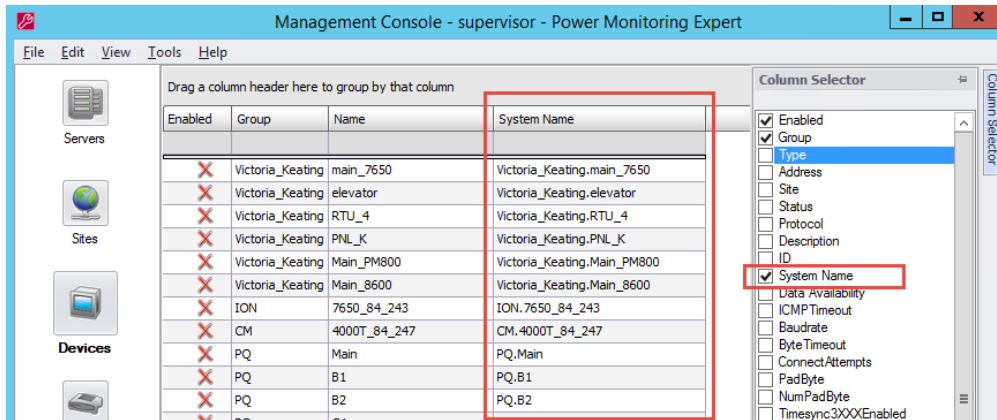 Management Console - supervisor - Power Monitoring Expert
File Edit View Tools Help
Servers
Sites
Devices
Drag a column header here to group by that column
Enabled Group Name System Name
Victoria_Keating main_7650 Victoria_Keating.main_7650
Victoria_Keating elevator Victoria_Keating.elevator
Victoria_Keating RTU_4 Victoria_Keating.RTU_4
Victoria_Keating PNL_K Victoria_Keating.PNL_K
Victoria_Keating Main_PM800 Victoria_Keating.Main_PM800
Victoria_Keating Main_8600 Victoria_Keating.Main_8600
ION 7650_84_243 ION.7650_84_243
CM 4000T_84_247 CM.4000T_84_247
PQ Main PQ.Main
PQ B1 PQ.B1
PQ B2 PQ.B2
Column Selector
Enabled
Group
Type
Address
Site
Status
Protocol
Description
ID
System Name
Data Availability
ICMPTimeout
Baudrate
ByteTimeout
ConnectAttempts
PadByte
NumPadByte
Timesync3XXXEnabled
Column Selector